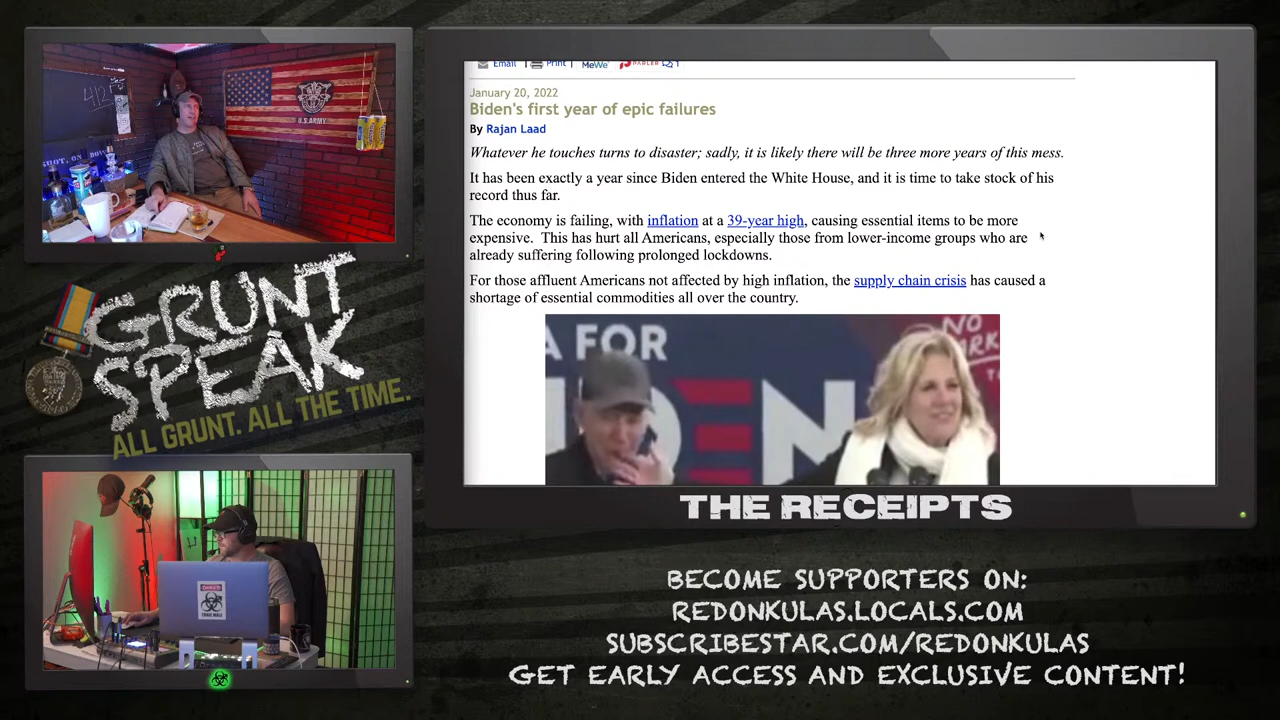 412
U.S. ARMY
GRUNT
SPEAK
ALL GRUNT. ALL THE TIME.
Email | Print | MeWe PARLER 1
January 20, 2022
Biden's first year of epic failures
By Rajan Laad
Whatever he touches turns to disaster; sadly, it is likely there will be three more years of this mess.
It has been exactly a year since Biden entered the White House, and it is time to take stock of his
record thus far.
The economy is failing, with inflation at a 39-year high, causing essential items to be more
expensive.  This has hurt all Americans, especially those from lower-income groups who are
already suffering following prolonged lockdowns.
For those affluent Americans not affected by high inflation, the supply chain crisis has caused a
shortage of essential commodities all over the country.
A FOR
NO
THE RECEIPTS
BECOME SUPPORTERS ON:
REDONKULAS.LOCALS.COM
SUBSCRIBESTAR.COM/REDONKULAS
GET EARLY ACCESS AND EXCLUSIVE CONTENT!